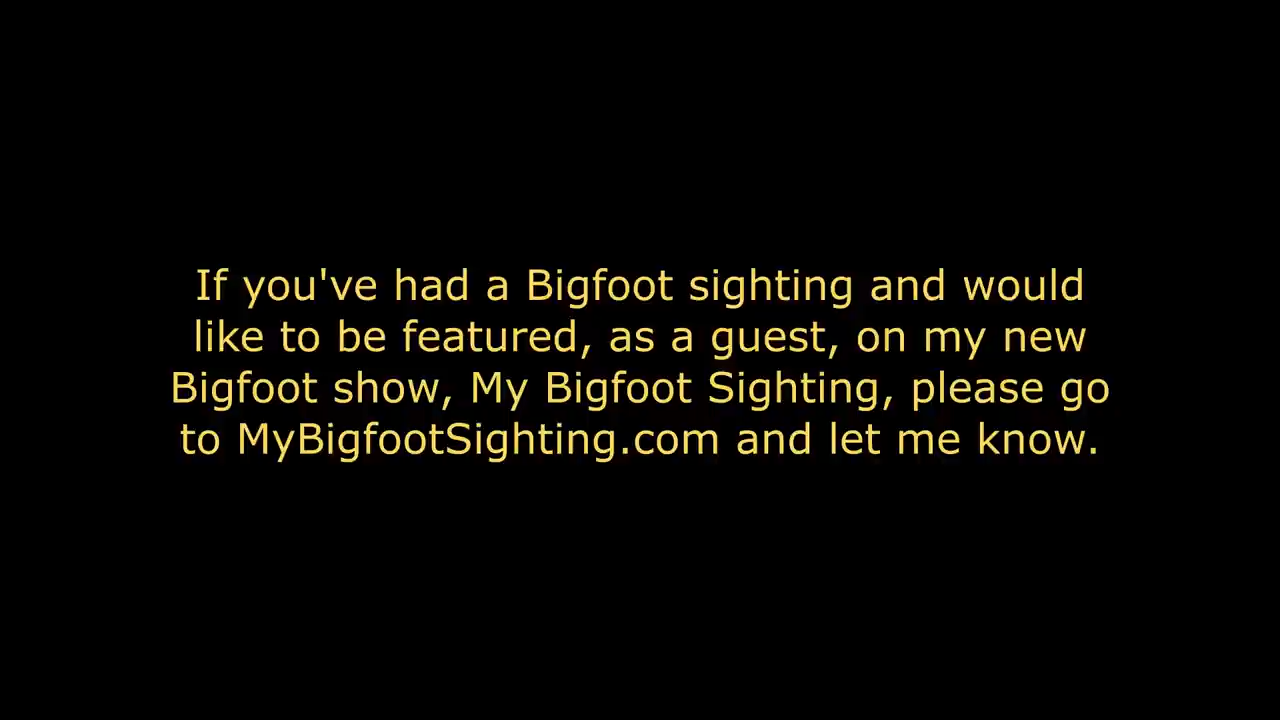 If you've had a Bigfoot sighting and would
like to be featured, as a guest, on my new
Bigfoot show, My Bigfoot Sighting, please go
to MyBigfootSighting.com and let me know.